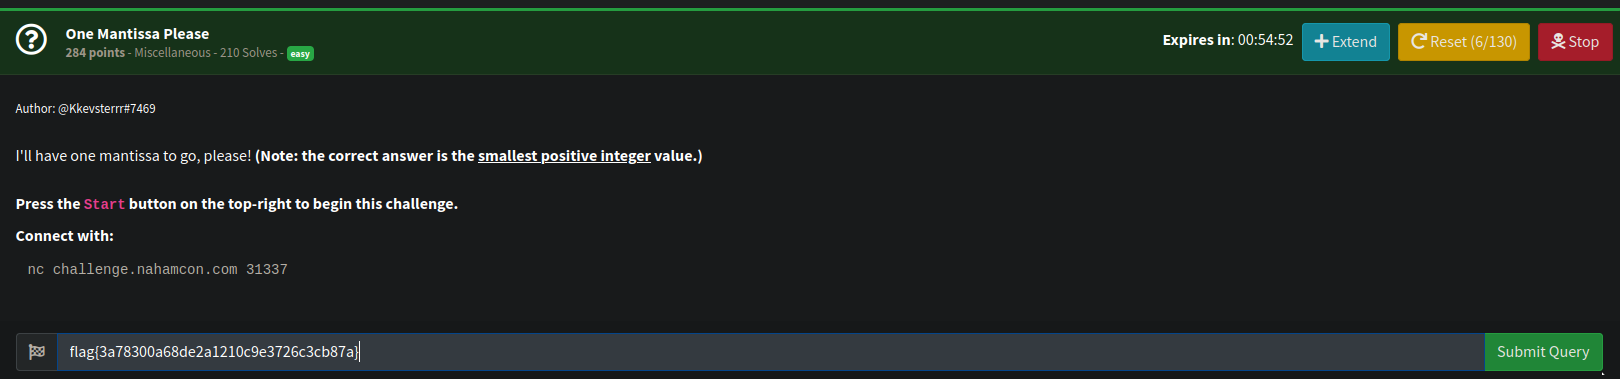 One Mantissa Please
284 points - Miscellaneous - 210 Solves - easy
Expires in: 00:54:52
Extend
Reset (6/130)
Stop
Author: @Kkevsterrr#7469
I'll have one mantissa to go, please! (Note: the correct answer is the smallest positive integer value.)
Press the Start button on the top-right to begin this challenge.
Connect with:
nc challenge.nahamcon.com 31337
flag{3a78300a68de2a1210c9e3726c3cb87a}
Submit Query